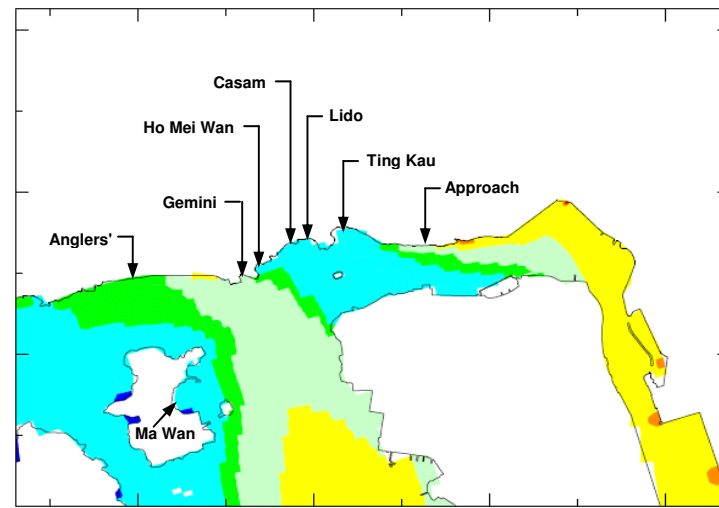 Casam
Lido
Ho Mei Wan
Ting Kau
Approach
Gemini
Anglers'
Ma Wan